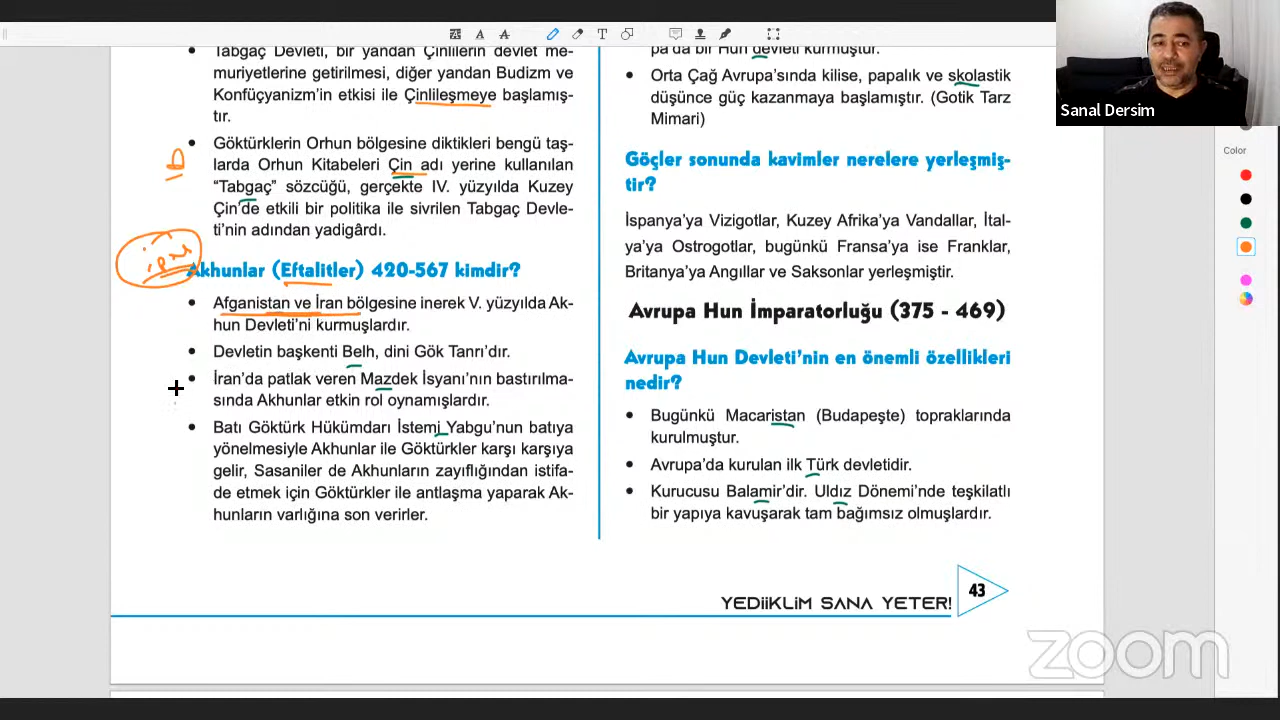 Tabgaç Devleti, bir yandan Çinlilerin devlet me-
muriyetlerine getirilmesi, diğer yandan Budizm ve
Konfüçyanizm'in etkisi ile Çinlileşmeye başlamış-
tır.
Göktürklerin Orhun bölgesine diktikleri bengü taş-
larda Orhun Kitabeleri Çin adı yerine kullanılan
"Tabgaç" sözcüğü, gerçekte IV. yüzyılda Kuzey
Çin'de etkili bir politika ile sivrilen Tabgaç Devle-
ti'nin adından yadigârdı.
Akhunlar (Eftalitler) 420-567 kimdir?
Afganistan ve İran bölgesine inerek V. yüzyılda Ak-
hun Devleti'ni kurmuşlardır.
Devletin başkenti Belh, dini Gök Tanrı'dır.
İran'da patlak veren Mazdek İsyanı'nın bastırılma-
sında Akhunlar etkin rol oynamışlardır.
Batı Göktürk Hükümdarı İstemi Yabgu'nun batıya
yönelmesiyle Akhunlar ile Göktürkler karşı karşıya
gelir, Sasaniler de Akhunların zayıflığından istifa-
de etmek için Göktürkler ile antlaşma yaparak Ak-
hunların varlığına son verirler.
pa'da bir Hun devleti kurmuştur.
Orta Çağ Avrupa'sında kilise, papalık ve skolastik
düşünce güç kazanmaya başlamıştır. (Gotik Tarz
Mimari)
Göçler sonunda kavimler nerelere yerleşmiş-
tir?
İspanya'ya Vizigotlar, Kuzey Afrika'ya Vandallar, İtal-
ya'ya Ostrogotlar, bugünkü Fransa'ya ise Franklar,
Britanya'ya Angıllar ve Saksonlar yerleşmiştir.
Avrupa Hun İmparatorluğu (375 - 469)
Avrupa Hun Devleti'nin en önemli özellikleri
nedir?
Bugünkü Macaristan (Budapeşte) topraklarında
kurulmuştur.
Avrupa'da kurulan ilk Türk devletidir.
Kurucusu Balamir'dir. Uldız Dönemi'nde teşkilatlı
bir yapıya kavuşarak tam bağımsız olmuşlardır.
YEDİİKLİM SANA YETER!
43
Sanal Dersim
Color
zoom